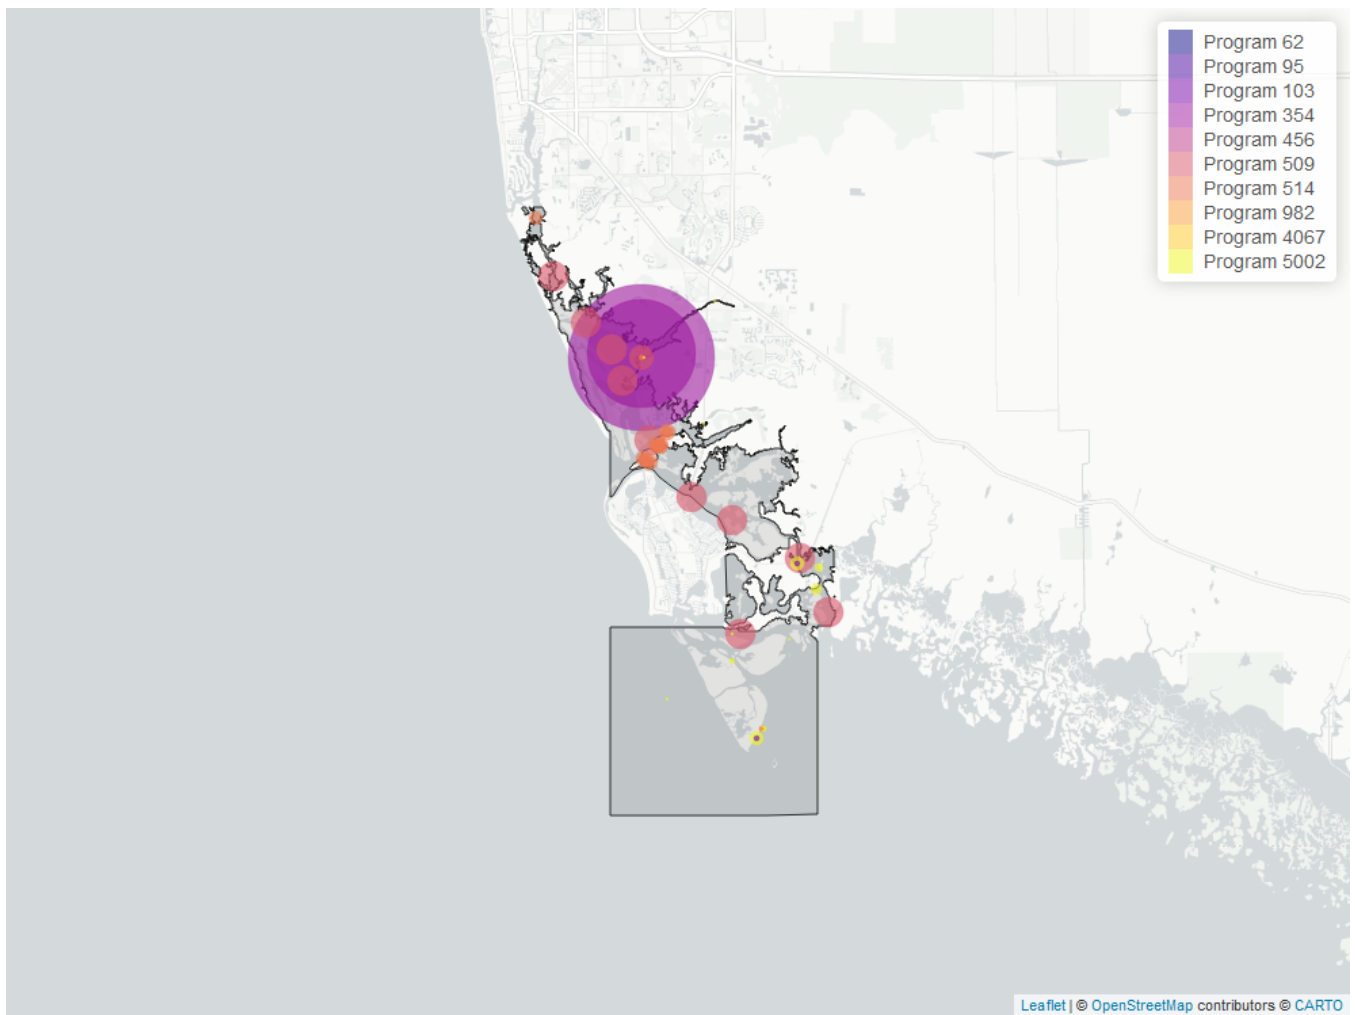 Program 62
Program 95
Program 103
Program 354
Program 456
Program 509
Program 514
Program 982
Program 4067
Program 5002
Leaflet | © OpenStreetMap contributors © CARTO